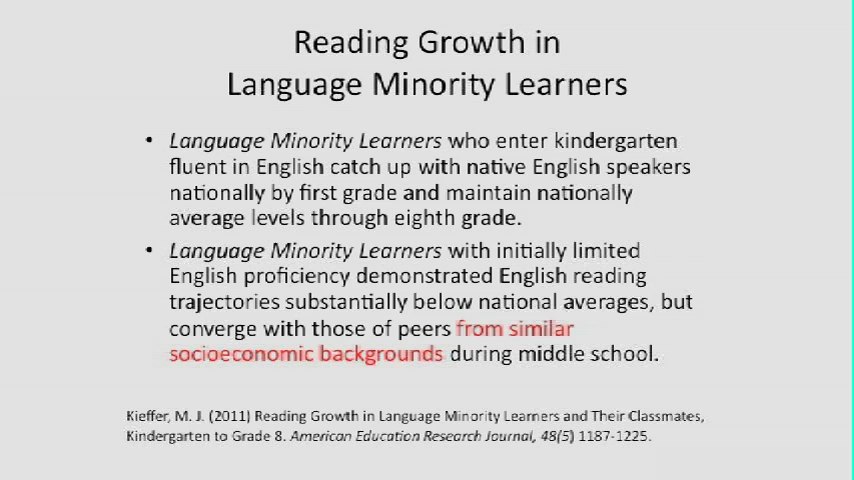 Reading Growth in
Language Minority Learners
• Language Minority Learners who enter kindergarten
fluent in English catch up with native English speakers
nationally by first grade and maintain nationally
average levels through eighth grade.
• Language Minority Learners with initially limited
English proficiency demonstrated English reading
trajectories substantially below national averages, but
converge with those of peers from similar
socioeconomic backgrounds during middle school.
Kieffer, M. J. (2011) Reading Growth in Language Minority Learners and Their Classmates,
Kindergarten to Grade 8. American Education Research Journal, 48(5) 1187-1225.